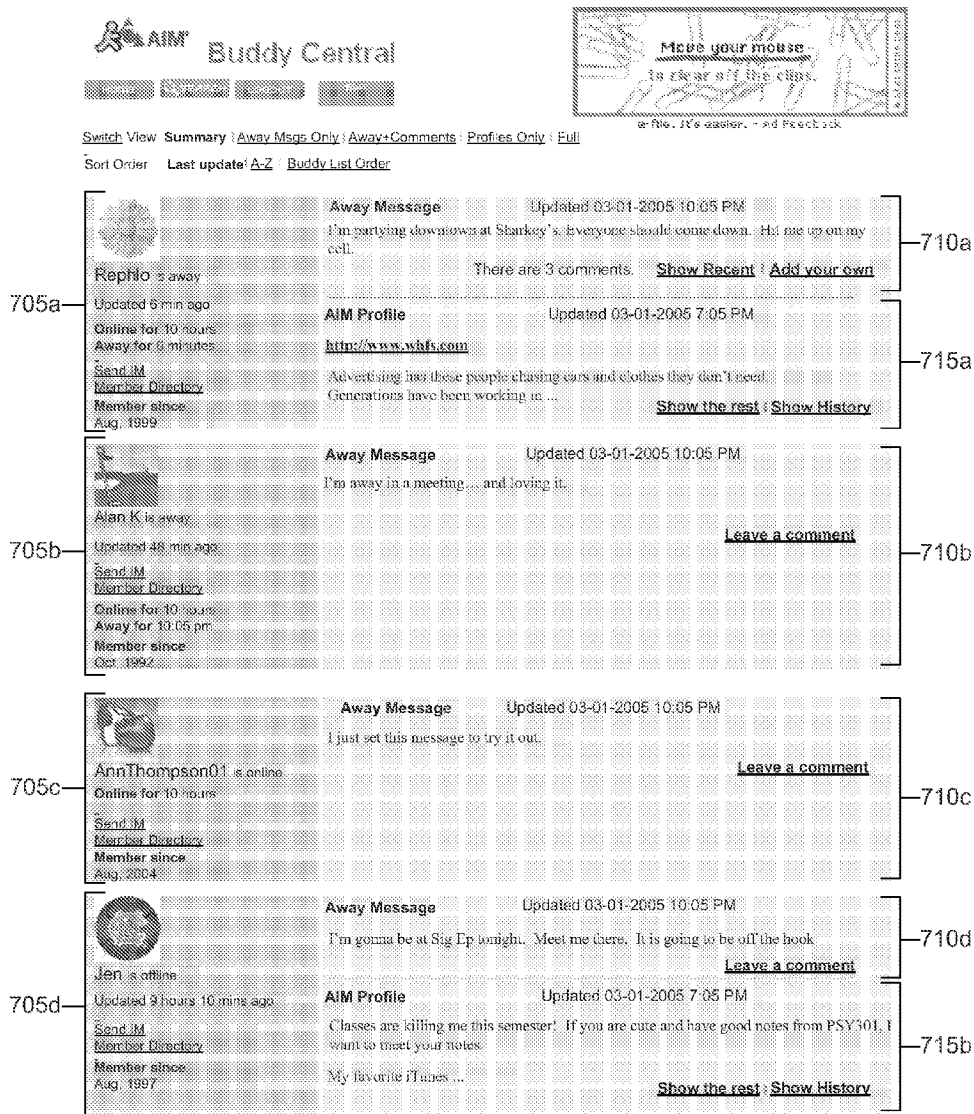 AIM
Buddy Central
Move your mouse
to clear off the clips.
e-file. It's easier. - Ad Feedback
Switch View Summary | Away Msgs Only | Away+Comments | Profiles Only | Full
Sort Order Last update | A-Z | Buddy List Order
705a
Rephlo is away
Updated 6 min ago
Online for 10 hours
Away for 6 minutes
Send IM
Member Directory
Member since
Aug, 1999
Away Message Updated 03-01-2005 10:05 PM
I'm partying downtown at Sharkey's. Everyone should come down. Hit me up on my
cell.
There are 3 comments. Show Recent | Add your own
710a
AIM Profile Updated 03-01-2005 7:05 PM
http://www.whfs.com
Advertising has these people chasing cars and clothes they don't need.
Generations have been working in ...
Show the rest | Show History
715a
705b
Alan K is away
Updated 48 min ago
Send IM
Member Directory
Online for 10 hours
Away for 10:05 pm
Member since
Oct, 1992
Away Message Updated 03-01-2005 10:05 PM
I'm away in a meeting... and loving it.
Leave a comment
710b
705c
AnnThompson01 is online
Online for 10 hours
Send IM
Member Directory
Member since
Aug, 2004
Away Message Updated 03-01-2005 10:05 PM
I just set this message to try it out.
Leave a comment
710c
705d
Jen is offline
Updated 9 hours 10 mins ago
Send IM
Member Directory
Member since
Aug, 1997
Away Message Updated 03-01-2005 10:05 PM
I'm gonna be at Sig Ep tonight. Meet me there. It is going to be off the hook
Leave a comment
710d
AIM Profile Updated 03-01-2005 7:05 PM
Classes are killing me this semester! If you are cute and have good notes from PSY301, I
want to meet your notes.
My favorite iTunes ...
Show the rest | Show History
715b